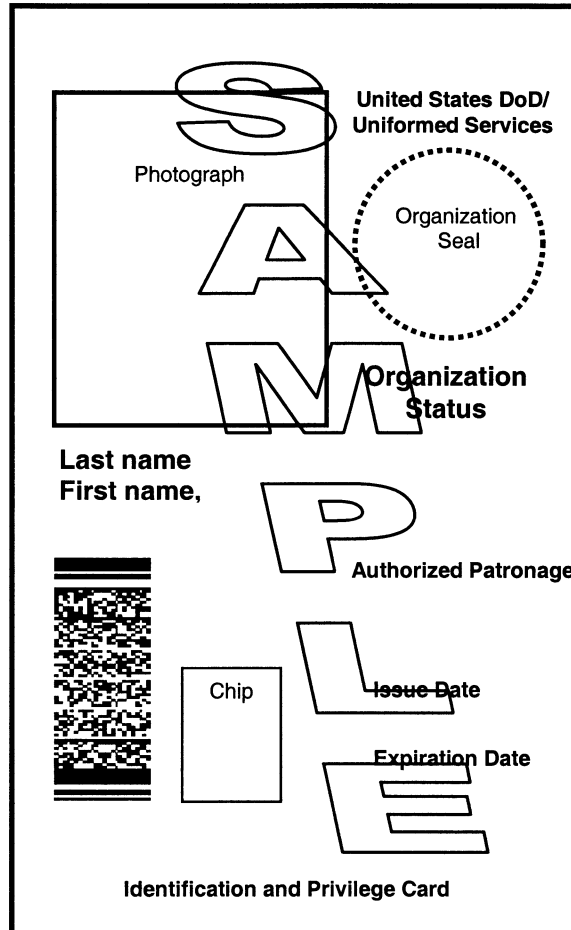 SAMPLE
United States DoD/
Uniformed Services
Photograph
Organization
Seal
Organization
Status
Last name
First name,
Authorized Patronage
Chip
Issue Date
Expiration Date
Identification and Privilege Card